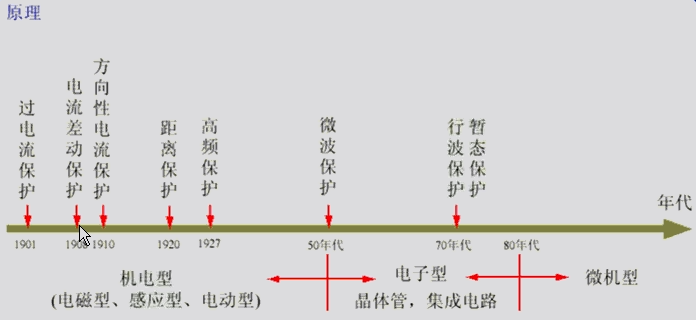 原理
过电流保护
电流差动保护
方向性电流保护
距离保护
高频保护
微波保护
行波保护
暂态保护
年代
1901
1910
1920
1927
50年代
70年代
80年代
机电型
(电磁型、感应型、电动型)
电子型
晶体管，集成电路
微机型